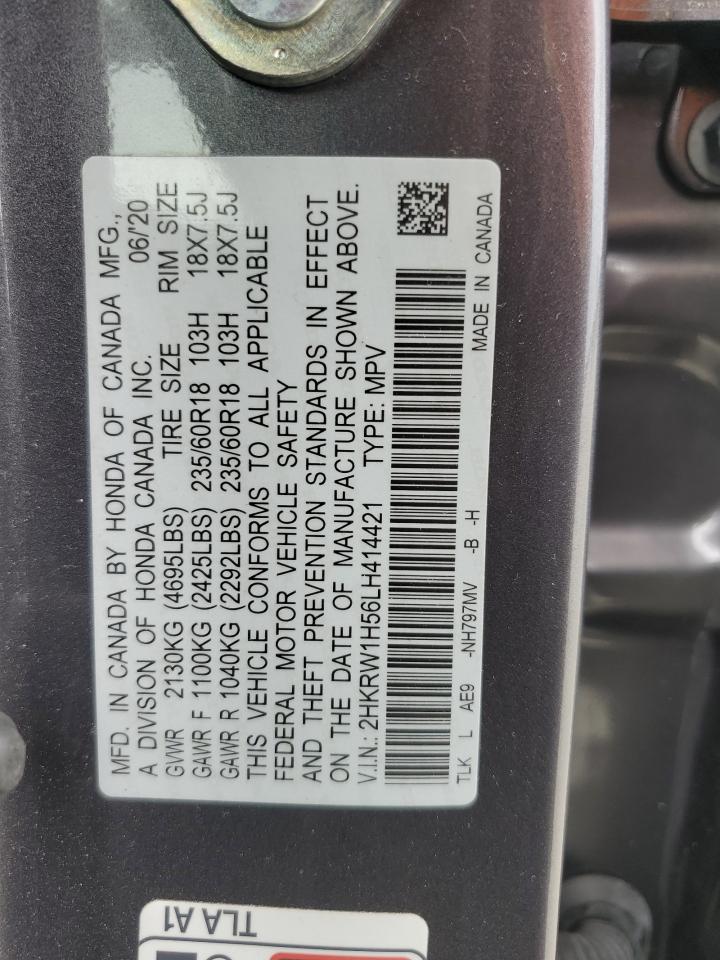 MFD. IN CANADA BY HONDA OF CANADA MFG.,
A DIVISION OF HONDA CANADA INC. 06/'20
GVWR 2130KG (4695LBS) TIRE SIZE RIM SIZE
GAWR F 1100KG (2425LBS) 235/60R18 103H 18X7.5J
GAWR R 1040KG (2292LBS) 235/60R18 103H 18X7.5J
THIS VEHICLE CONFORMS TO ALL APPLICABLE
FEDERAL MOTOR VEHICLE SAFETY
AND THEFT PREVENTION STANDARDS IN EFFECT
ON THE DATE OF MANUFACTURE SHOWN ABOVE.
V.I.N.: 2HKRW1H56LH414421 TYPE: MPV
TLK L AE9 -NH797MV -B -H MADE IN CANADA
TLA A1